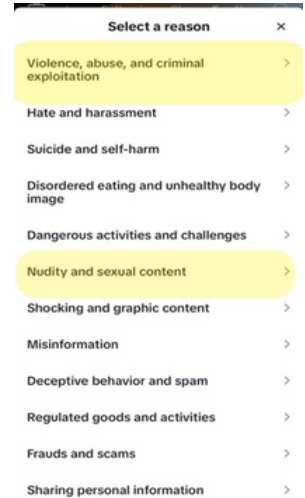 Select a reason
Violence, abuse, and criminal
exploitation
Hate and harassment
Suicide and self-harm
Disordered eating and unhealthy body
image
Dangerous activities and challenges
Nudity and sexual content
Shocking and graphic content
Misinformation
Deceptive behavior and spam
Regulated goods and activities
Frauds and scams
Sharing personal information